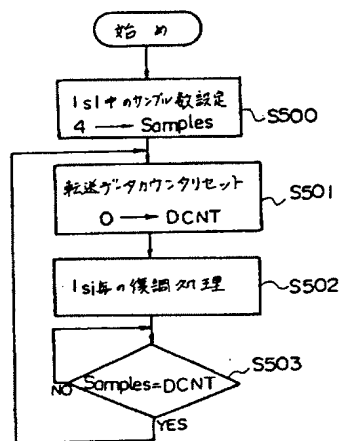 始め
1sl中のサンプル数設定
4 → Samples
S500
転送データカウンタリセット
0 → DCNT
S501
1si毎の復調処理
S502
Samples=DCNT
S503
NO
YES